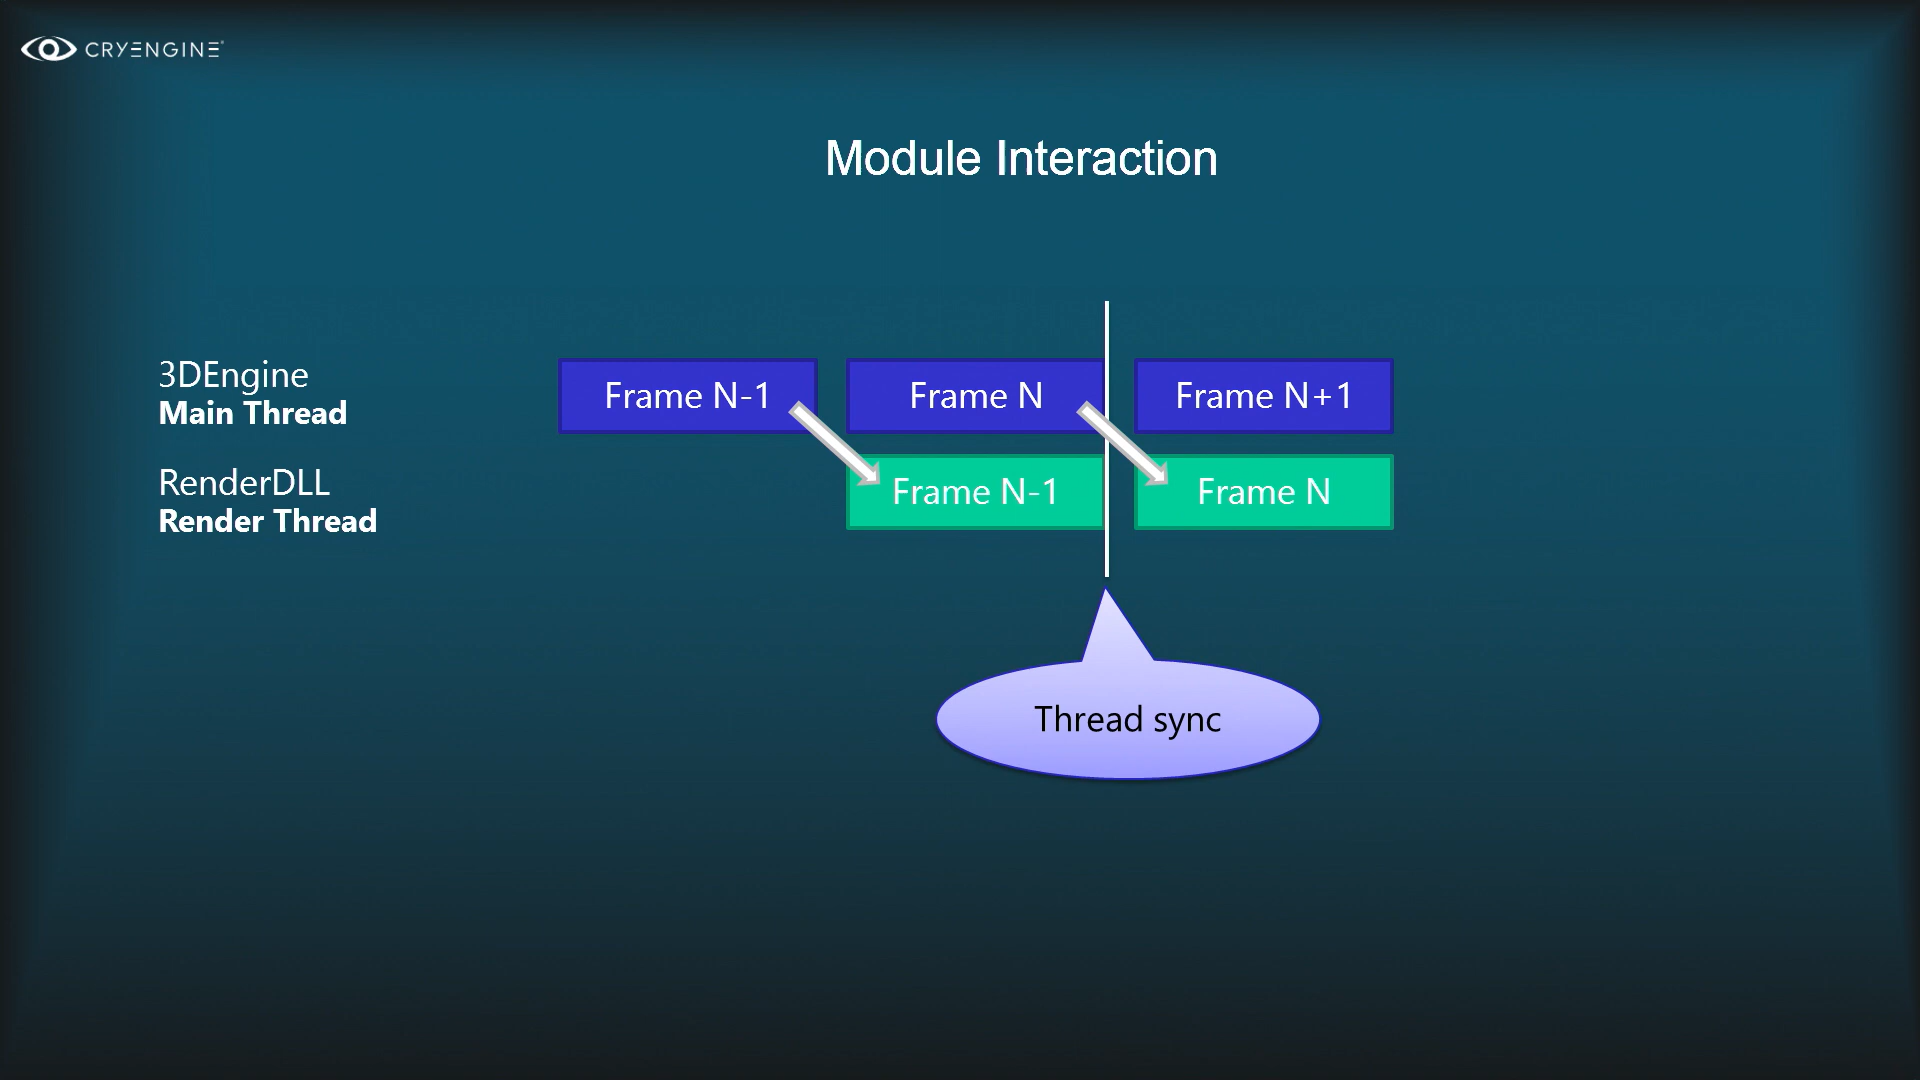 CRYENGINE
Module Interaction
3DEngine
Main Thread
Frame N-1
Frame N
Frame N+1
RenderDLL
Render Thread
Frame N-1
Frame N
Thread sync